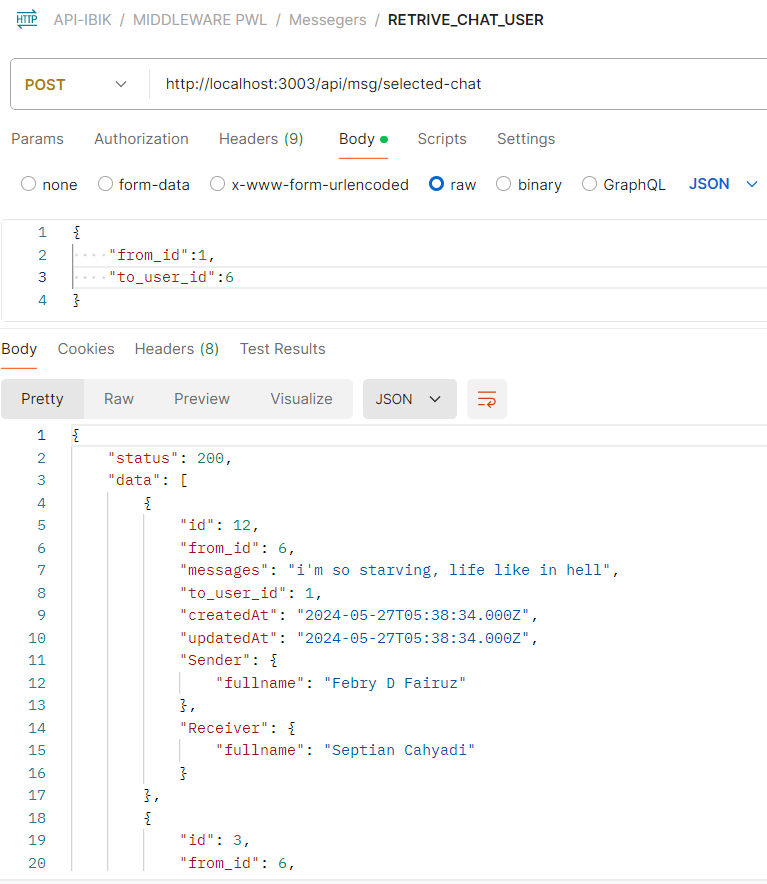 HTTP API-IBIK / MIDDLEWARE PWL / Messegers / RETRIVE_CHAT_USER
POST http://localhost:3003/api/msg/selected-chat
Params Authorization Headers (9) Body Scripts Settings
none form-data x-www-form-urlencoded raw binary GraphQL JSON
1 {
2 ····"from_id":1,
3 ····"to_user_id":6
4 }
Body Cookies Headers (8) Test Results
Pretty Raw Preview Visualize JSON
1 {
2 "status": 200,
3 "data": [
4 {
5 "id": 12,
6 "from_id": 6,
7 "messages": "i'm so starving, life like in hell",
8 "to_user_id": 1,
9 "createdAt": "2024-05-27T05:38:34.000Z",
10 "updatedAt": "2024-05-27T05:38:34.000Z",
11 "Sender": {
12 "fullname": "Febry D Fairuz"
13 },
14 "Receiver": {
15 "fullname": "Septian Cahyadi"
16 }
17 },
18 {
19 "id": 3,
20 "from_id": 6,